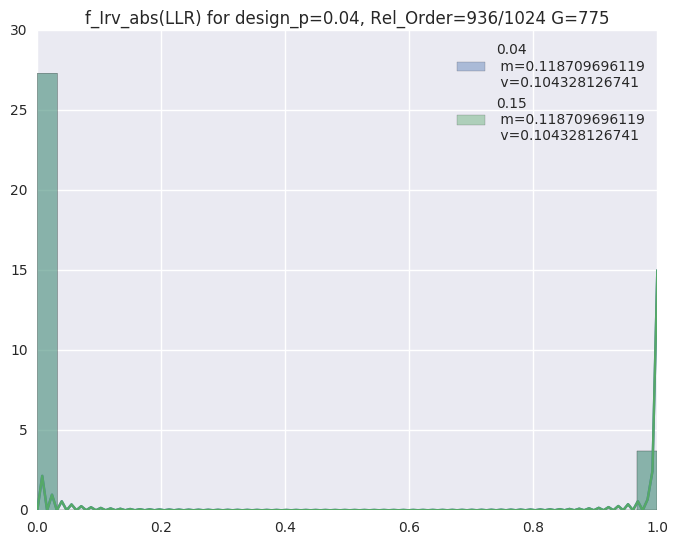 f_Irv_abs(LLR) for design_p=0.04, Rel_Order=936/1024 G=775
30
25
20
15
10
5
0
0.04
m=0.118709696119
v=0.104328126741
0.15
m=0.118709696119
v=0.104328126741
0.0 0.2 0.4 0.6 0.8 1.0